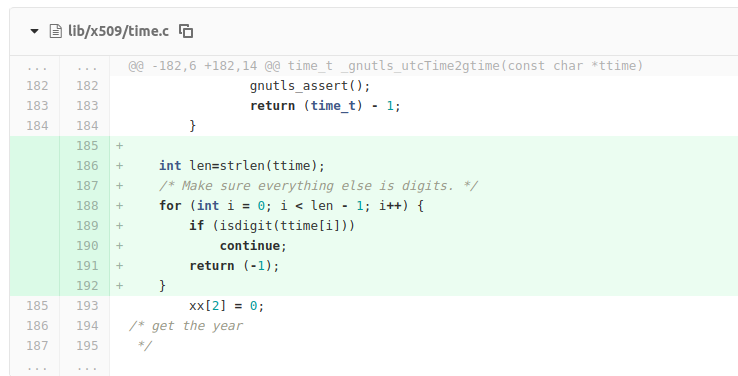 lib/x509/time.c
... ... @@ -182,6 +182,14 @@ time_t _gnutls_utcTime2gtime(const char *ttime)
182 182 gnutls_assert();
183 183 return (time_t) - 1;
184 184 }
185 +
186 + int len=strlen(ttime);
187 + /* Make sure everything else is digits. */
188 + for (int i = 0; i < len - 1; i++) {
189 + if (isdigit(ttime[i]))
190 + continue;
191 + return (-1);
192 + }
185 193 xx[2] = 0;
186 194 /* get the year
187 195 */
... ...